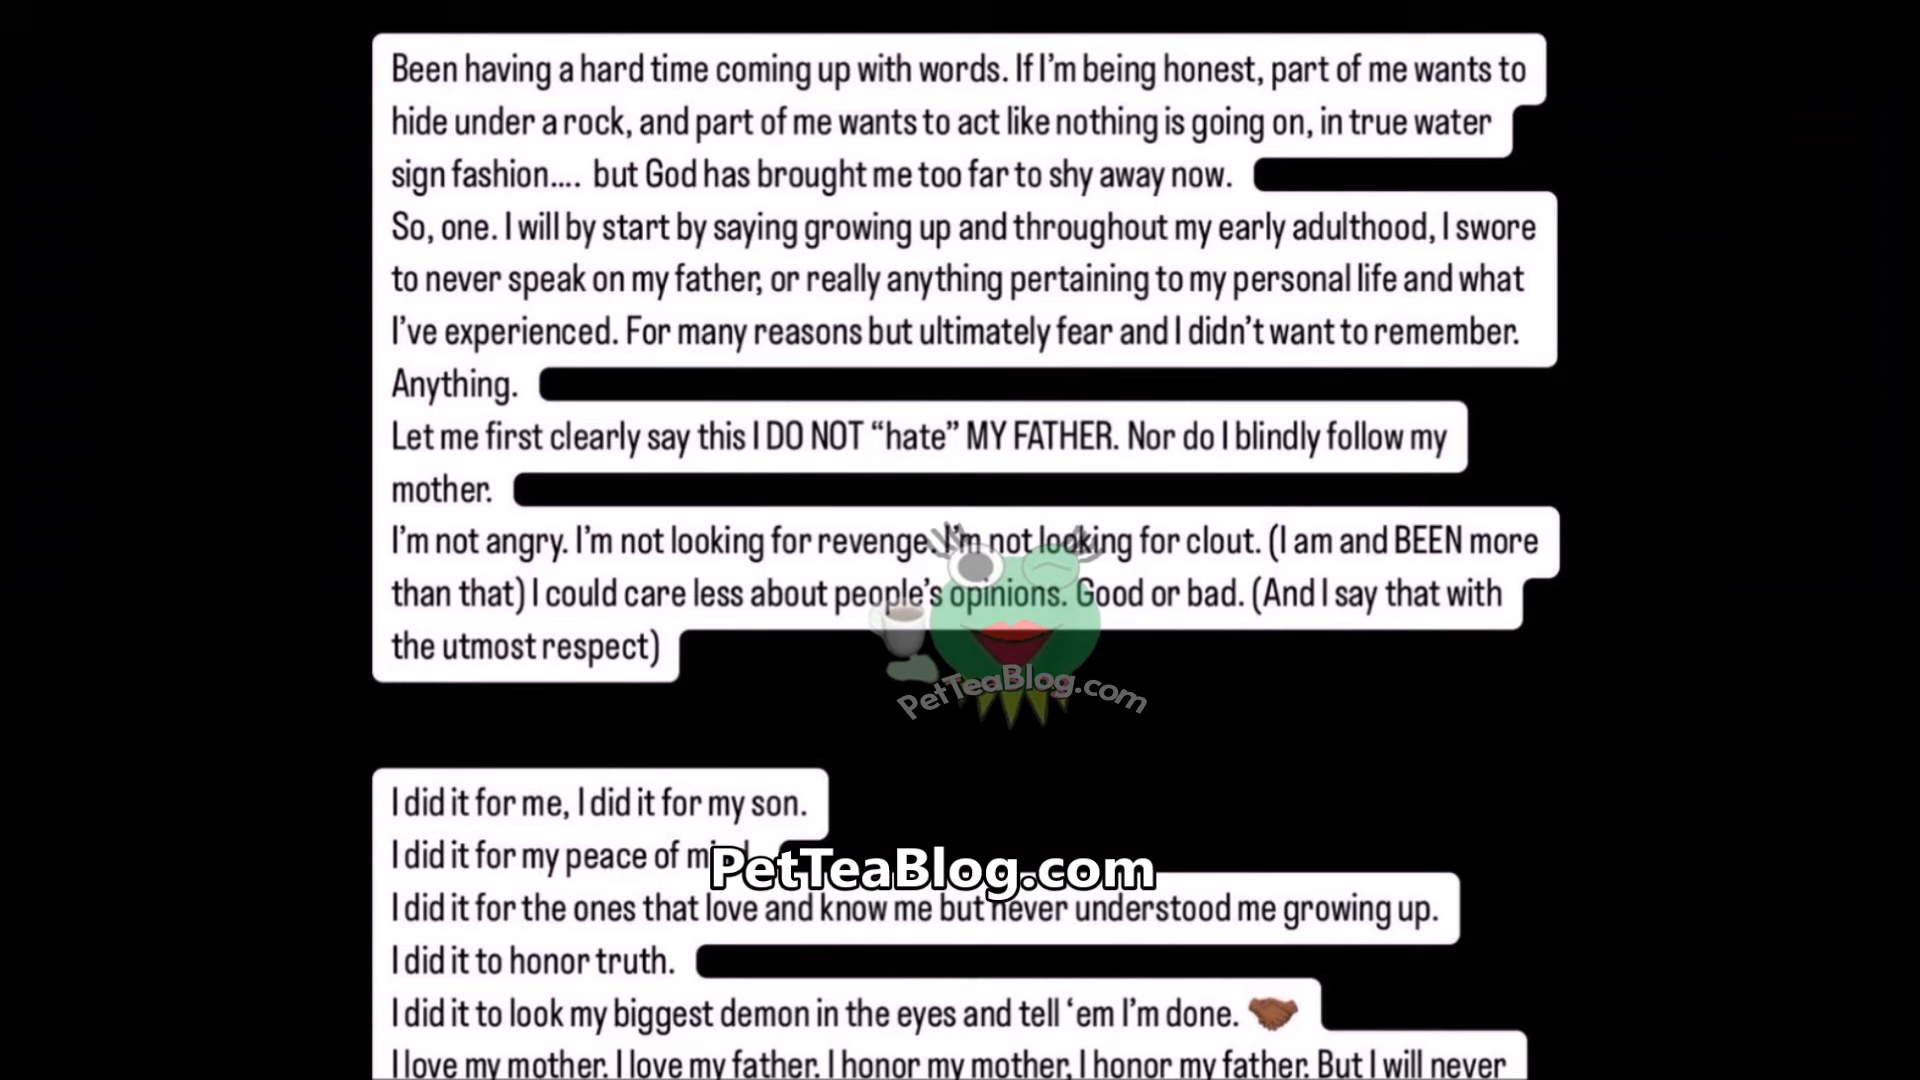 Been having a hard time coming up with words. If I'm being honest, part of me wants to
hide under a rock, and part of me wants to act like nothing is going on, in true water
sign fashion.... but God has brought me too far to shy away now.
So, one. I will by start by saying growing up and throughout my early adulthood, I swore
to never speak on my father, or really anything pertaining to my personal life and what
I've experienced. For many reasons but ultimately fear and I didn't want to remember.
Anything.
Let me first clearly say this I DO NOT “hate” MY FATHER. Nor do I blindly follow my
mother.
I'm not angry. I'm not looking for revenge. I'm not looking for clout. (I am and BEEN more
than that) I could care less about people's opinions. Good or bad. (And I say that with
the utmost respect)
PetTeaBlog.com
I did it for me, I did it for my son.
I did it for my peace of
PetTeaBlog.com
I did it for the ones that love and know me but never understood me growing up.
I did it to honor truth.
I did it to look my biggest demon in the eyes and tell ‘em I'm done.
I love my mother. I love my father. I honor my mother, I honor my father. But I will never